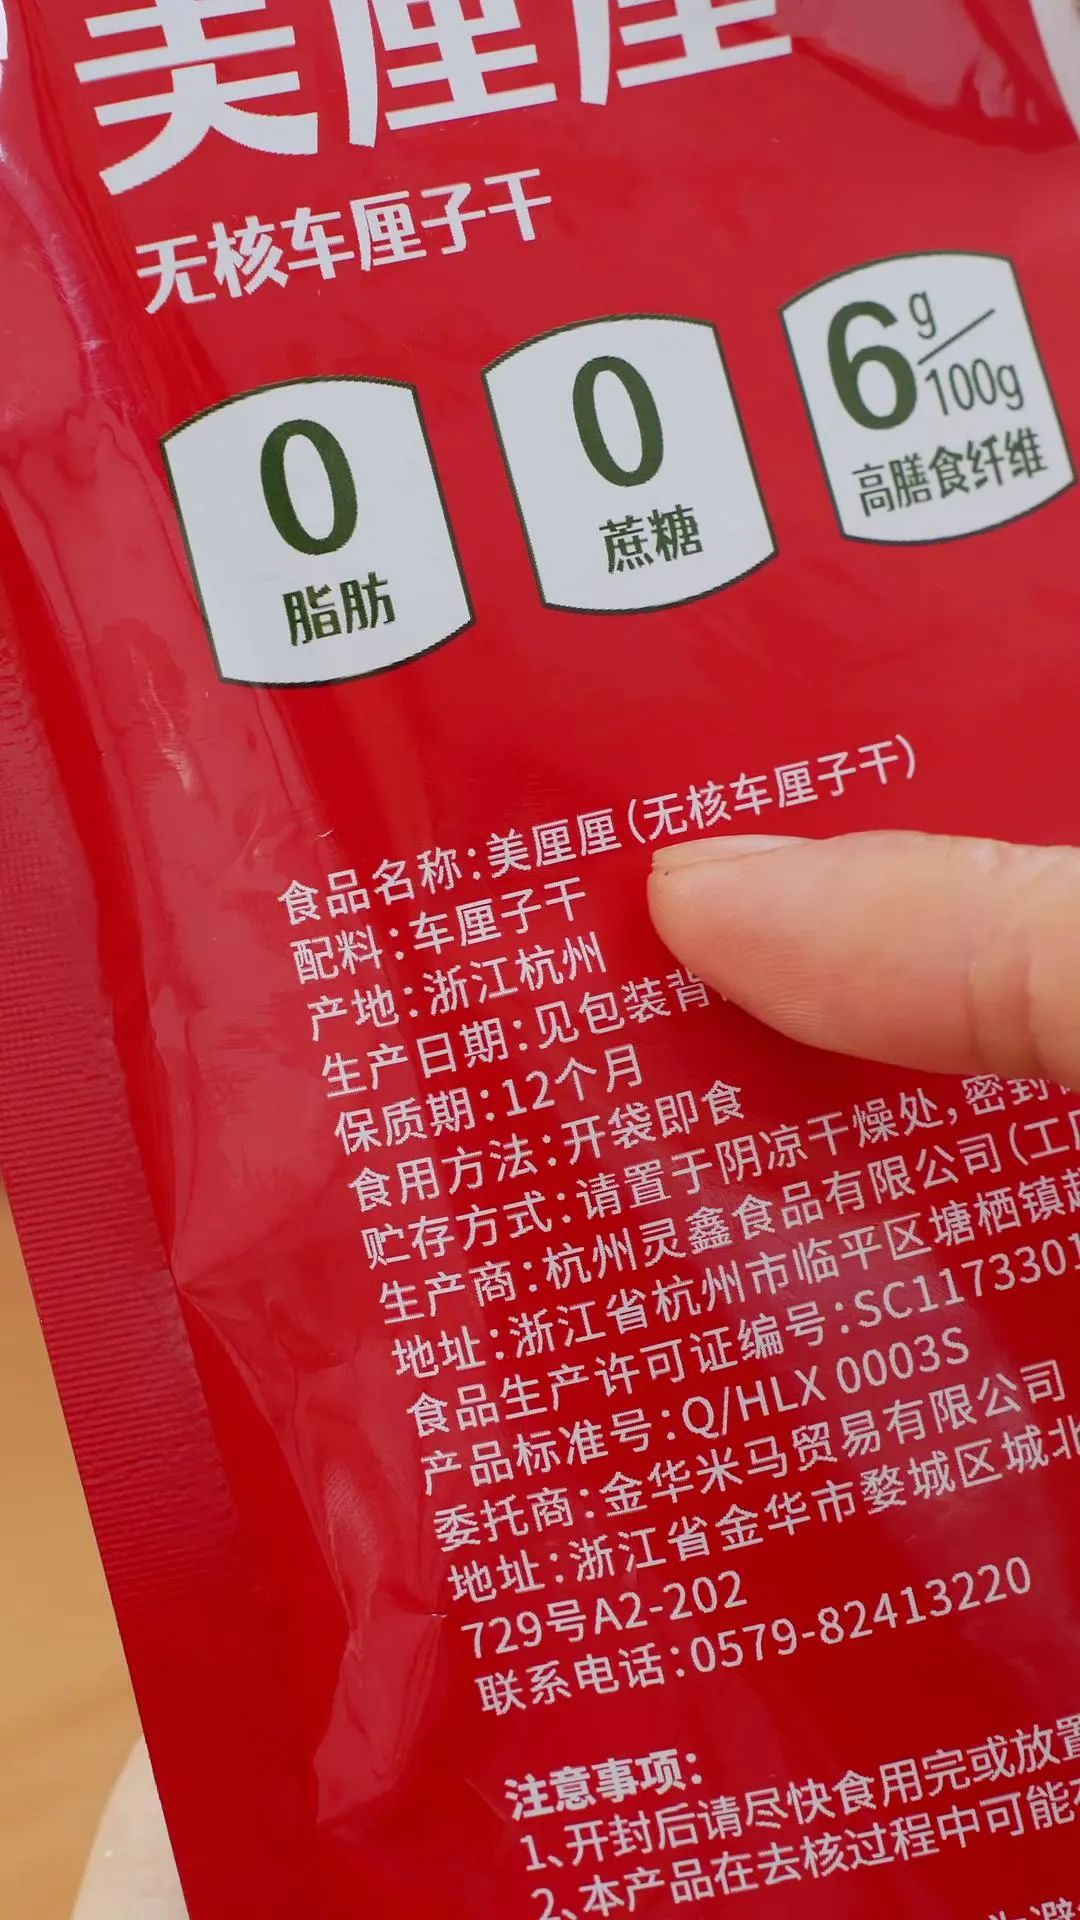 美厘厘
无核车厘子干
0
脂肪
0
蔗糖
6g/100g
高膳食纤维
食品名称:美厘厘(无核车厘子干)
配料:车厘子干
产地:浙江杭州
生产日期:见包装背
保质期:12个月
食用方法:开袋即食
贮存方式:请置于阴凉干燥处,密封
生产商:杭州灵鑫食品有限公司(工
地址:浙江省杭州市临平区塘栖镇
食品生产许可证编号:SC1173301
产品标准号:Q/HLX 0003S
委托商:金华米马贸易有限公司
地址:浙江省金华市婺城区城北
729号A2-202
联系电话:0579-82413220
注意事项:
1、开封后请尽快食用完或放置
2、本产品在去核过程中可能